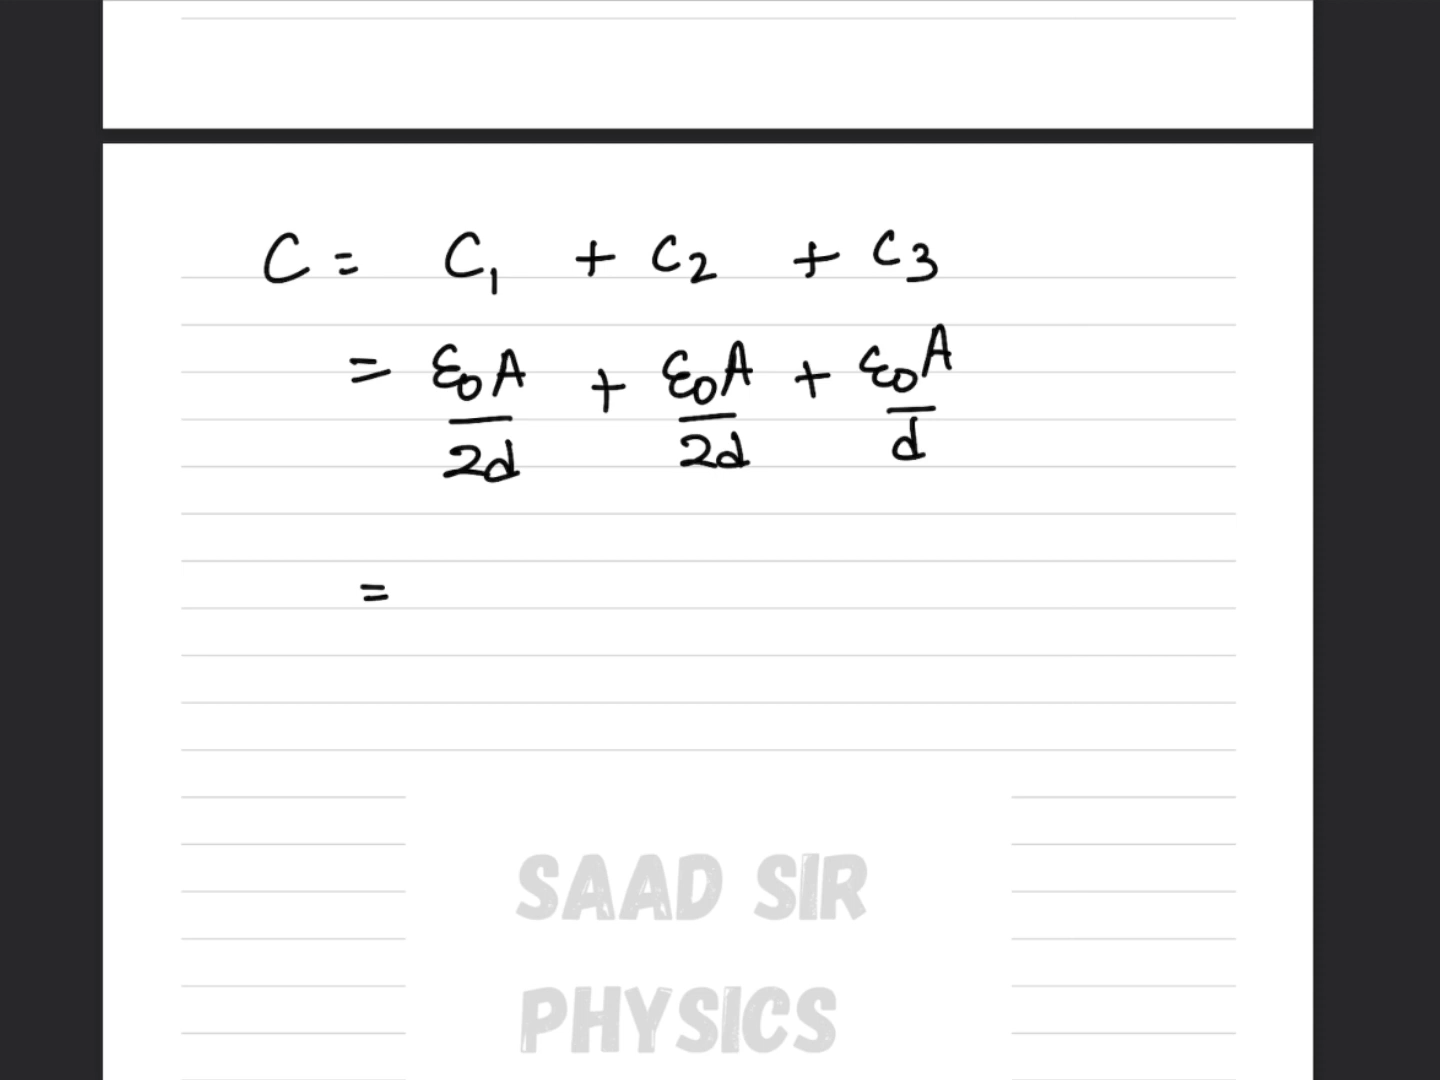 C = C₁ + C₂ + C₃
= ε₀A/2d + ε₀A/2d + ε₀A/d
=
SAAD SIR
PHYSICS